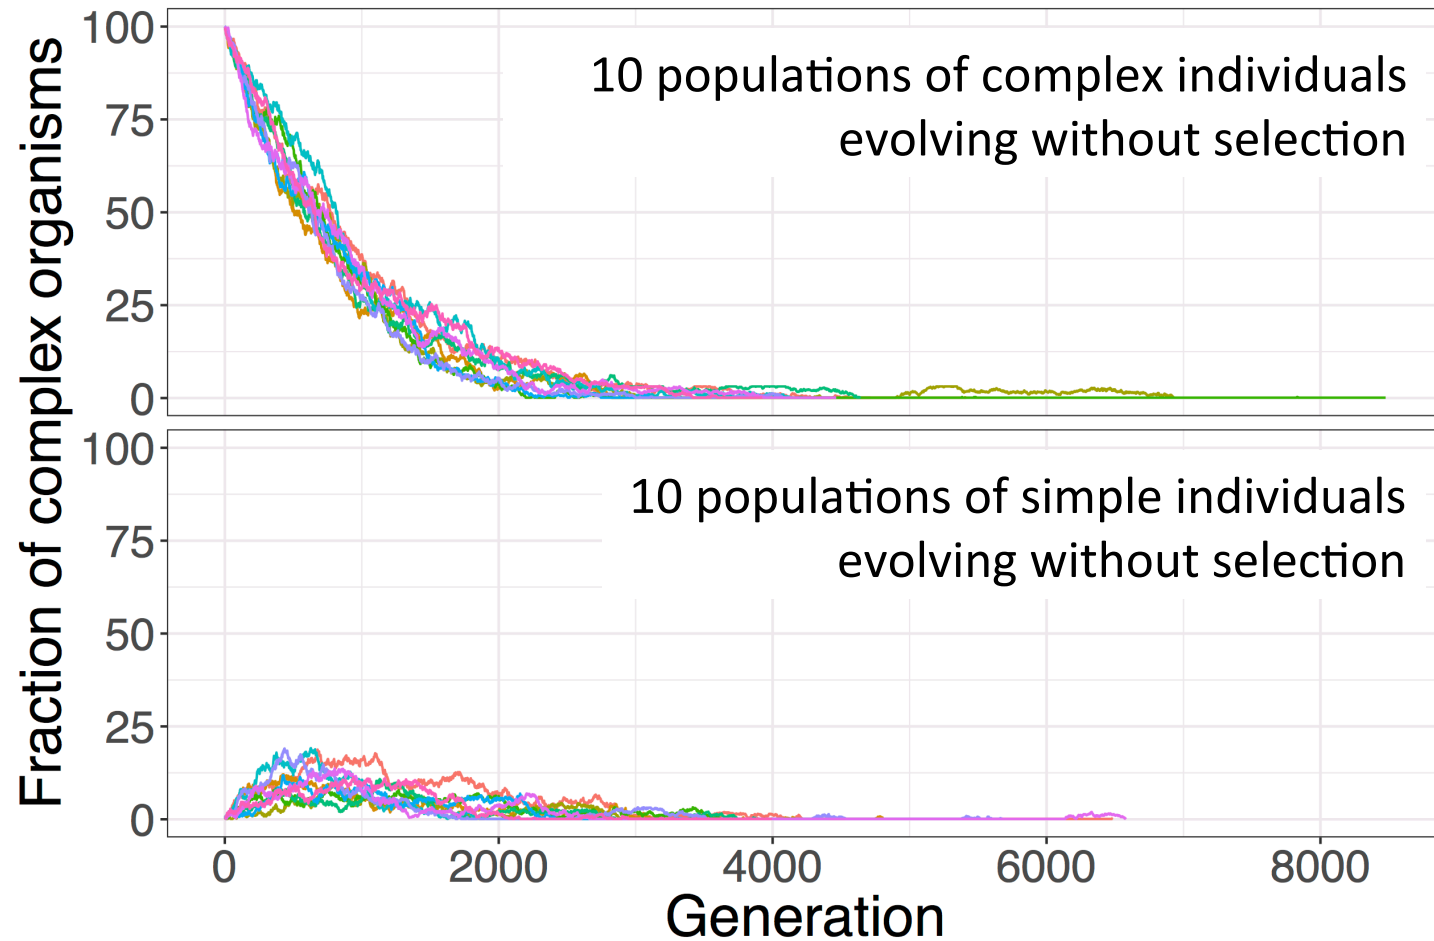 Fraction of complex organisms
100
75
50
25
0
10 populations of complex individuals
evolving without selection
100
75
50
25
0
10 populations of simple individuals
evolving without selection
0 2000 4000 6000 8000
Generation